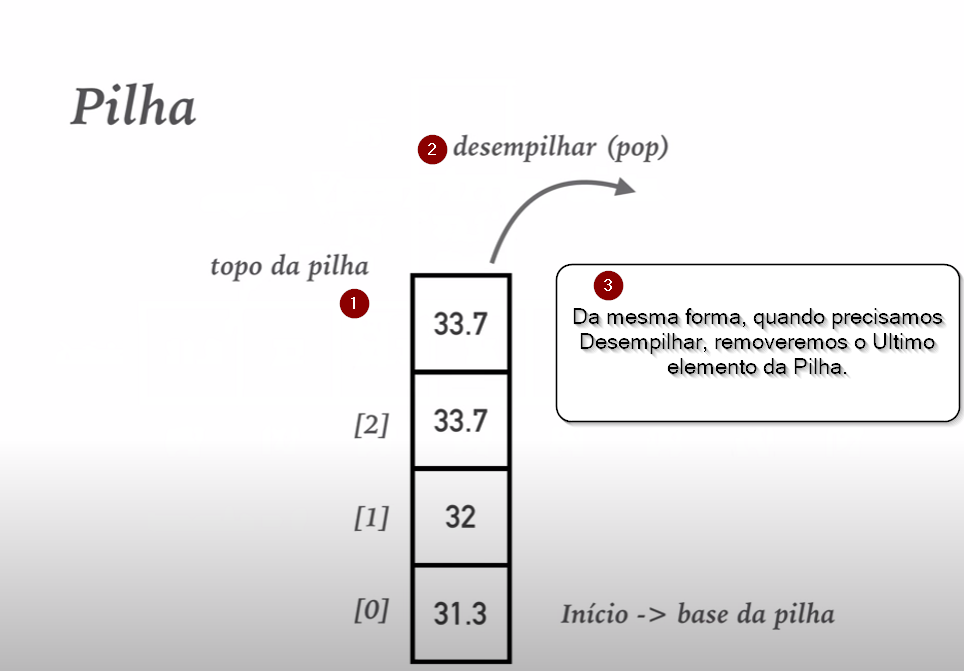 Pilha
2 desempilhar (pop)
topo da pilha
1
33.7
3
Da mesma forma, quando precisamos
Desempilhar, removeremos o Ultimo
elemento da Pilha.
[2] 33.7
[1] 32
[0] 31.3
Início -> base da pilha